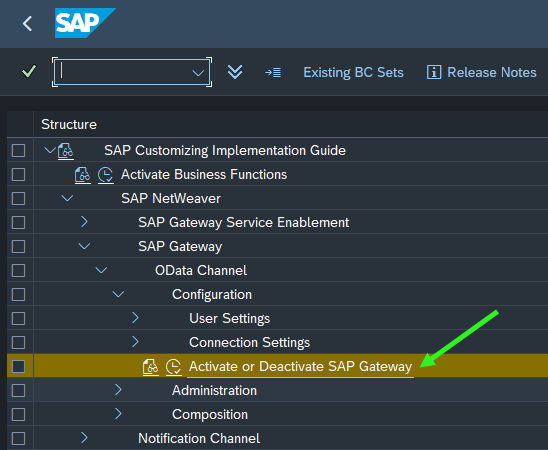 SAP
Existing BC Sets Release Notes
Structure
SAP Customizing Implementation Guide
Activate Business Functions
SAP NetWeaver
SAP Gateway Service Enablement
SAP Gateway
OData Channel
Configuration
User Settings
Connection Settings
Activate or Deactivate SAP Gateway
Administration
Composition
Notification Channel